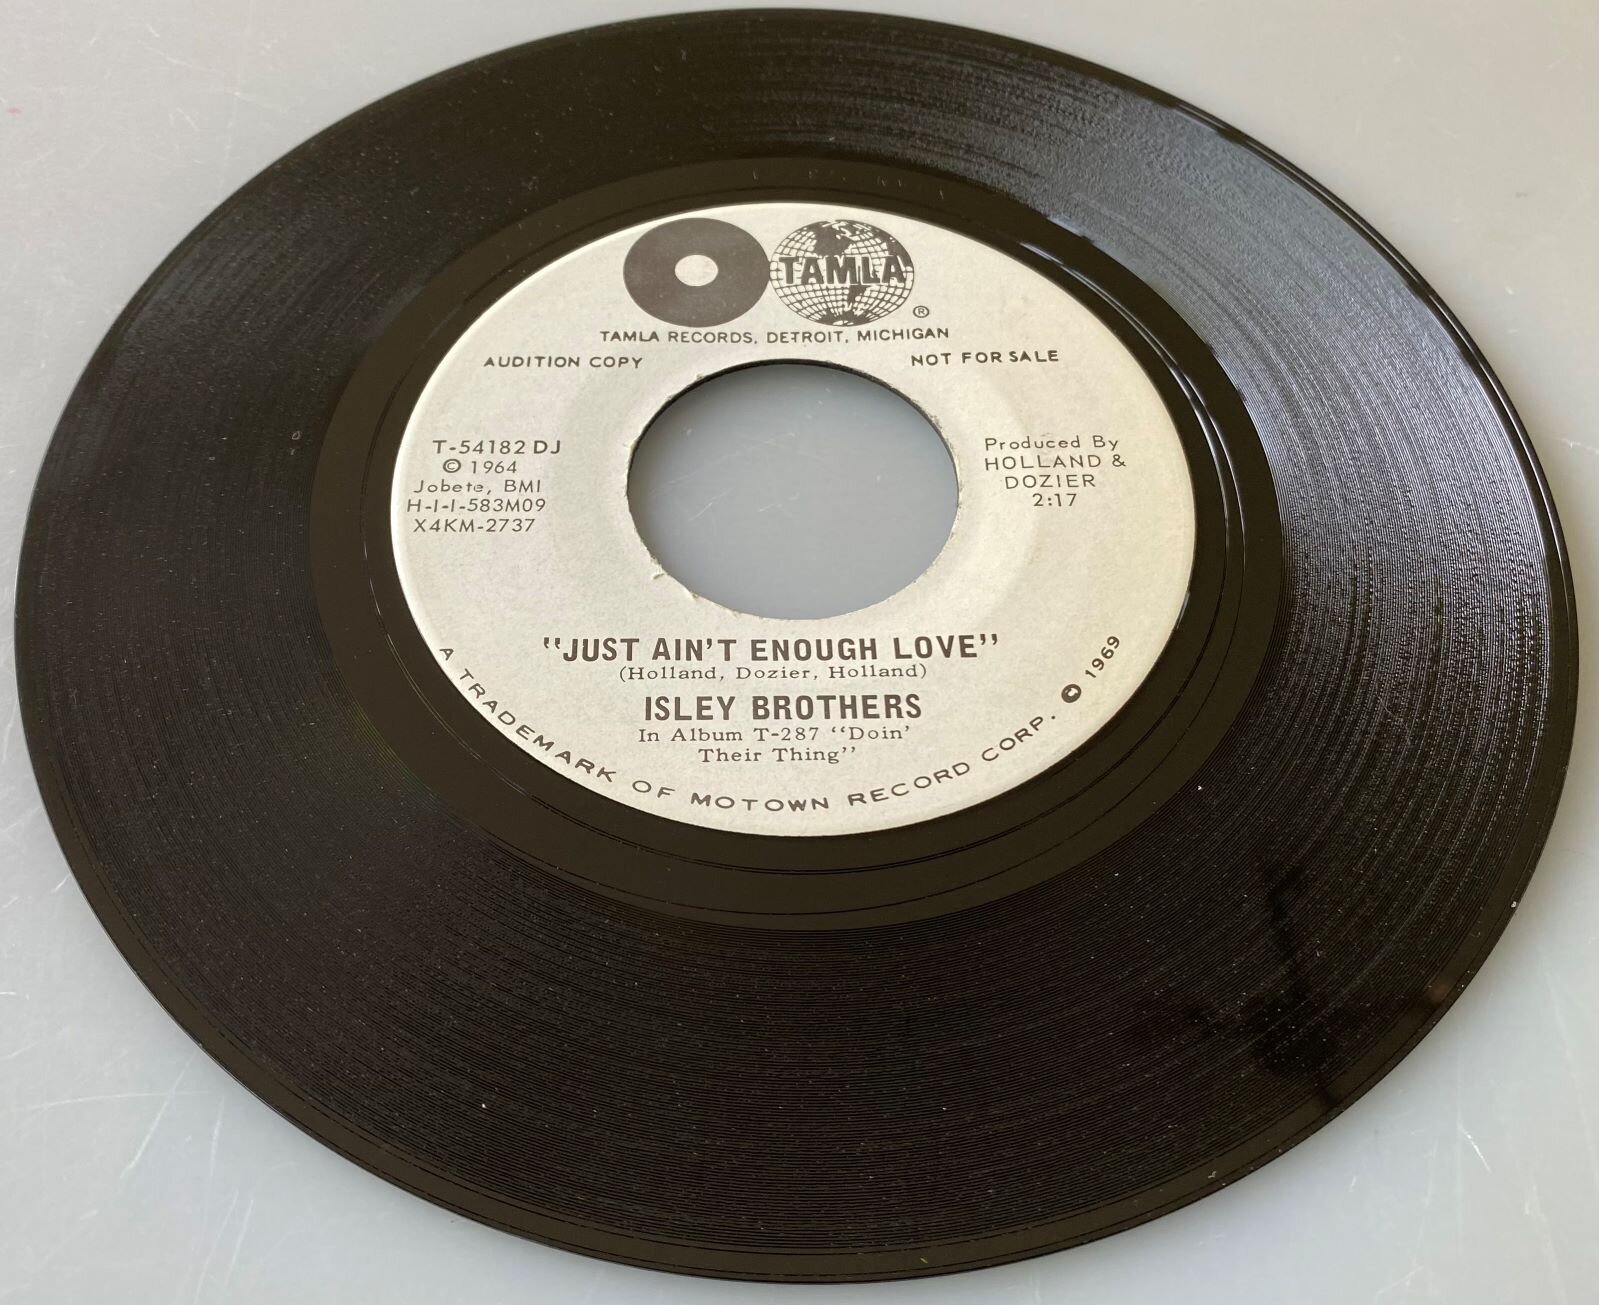 TAMLA
®
TAMLA RECORDS, DETROIT, MICHIGAN
AUDITION COPY
NOT FOR SALE
T-54182 DJ
© 1964
Jobete, BMI
H-1-1-583M09
X4KM-2737
Produced By
HOLLAND &
DOZIER
2:17
"JUST AIN'T ENOUGH LOVE"
(Holland, Dozier, Holland)
ISLEY BROTHERS
In Album T-287 "Doin'
Their Thing"
A TRADEMARK OF MOTOWN RECORD CORP. ℗ 1969